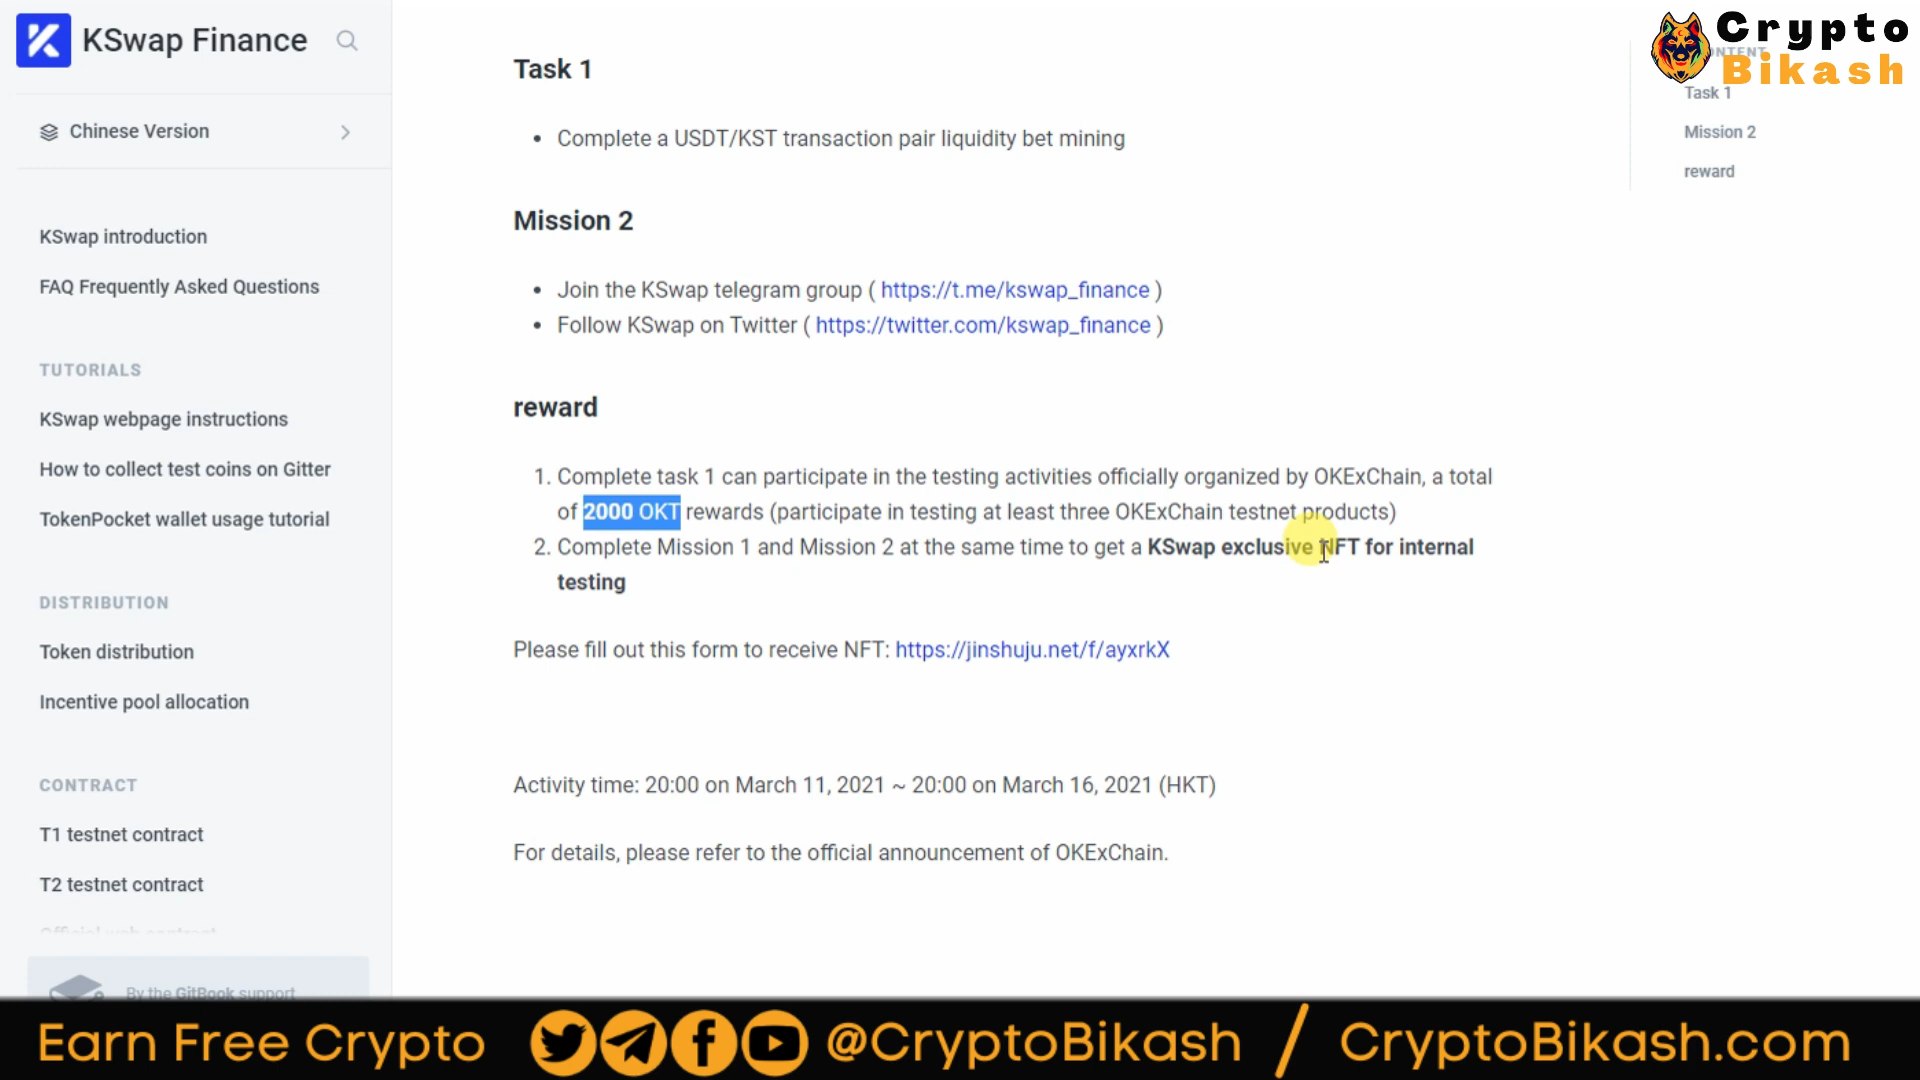 KSwap Finance
Chinese Version
KSwap introduction
FAQ Frequently Asked Questions
TUTORIALS
KSwap webpage instructions
How to collect test coins on Gitter
TokenPocket wallet usage tutorial
DISTRIBUTION
Token distribution
Incentive pool allocation
CONTRACT
T1 testnet contract
T2 testnet contract
By the GitBook support
Task 1
• Complete a USDT/KST transaction pair liquidity bet mining
Mission 2
• Join the KSwap telegram group ( https://t.me/kswap_finance )
• Follow KSwap on Twitter ( https://twitter.com/kswap_finance )
reward
1. Complete task 1 can participate in the testing activities officially organized by OKExChain, a total
of 2000 OKT rewards (participate in testing at least three OKExChain testnet products)
2. Complete Mission 1 and Mission 2 at the same time to get a KSwap exclusive NFT for internal
testing
Please fill out this form to receive NFT: https://jinshuju.net/f/ayxrkX
Activity time: 20:00 on March 11, 2021 ~ 20:00 on March 16, 2021 (HKT)
For details, please refer to the official announcement of OKExChain.
Crypto
Bikash
Task 1
Mission 2
reward
Earn Free Crypto @CryptoBikash / CryptoBikash.com